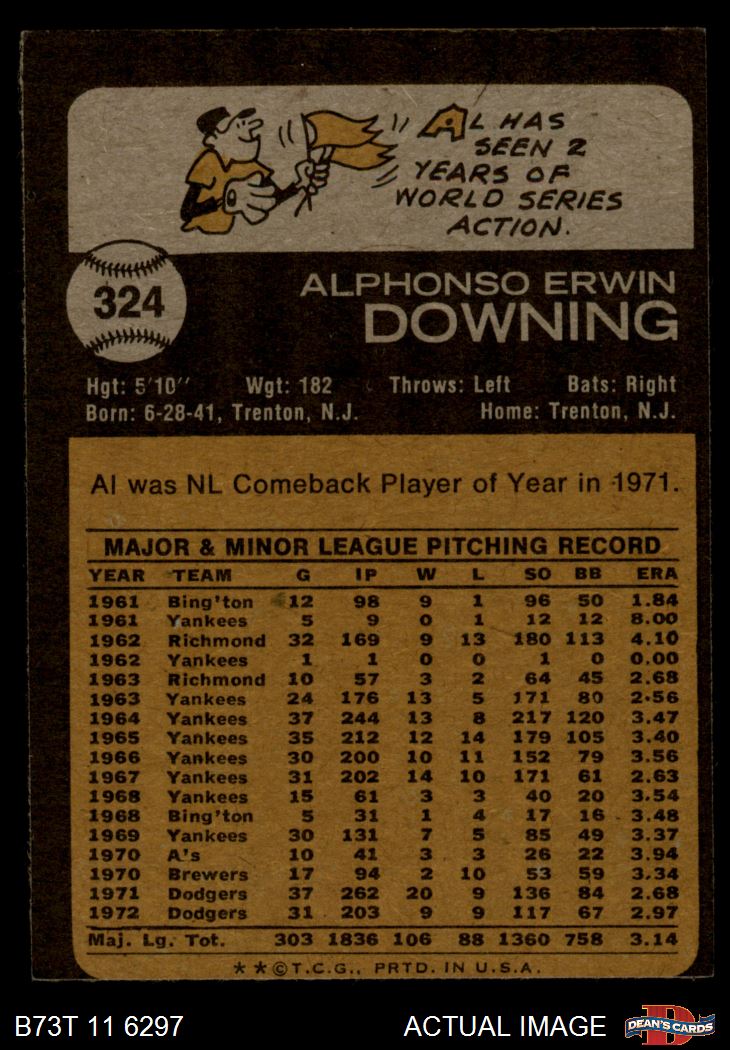 AL HAS
SEEN 2
YEARS OF
WORLD SERIES
ACTION.
324
ALPHONSO ERWIN
DOWNING
Hgt: 5'10" Wgt: 182 Throws: Left Bats: Right
Born: 6-28-41, Trenton, N.J. Home: Trenton, N.J.
Al was NL Comeback Player of Year in 1971.
MAJOR & MINOR LEAGUE PITCHING RECORD
YEAR TEAM G IP W L SO BB ERA
1961 Bing'ton 12 98 9 1 96 50 1.84
1961 Yankees 5 9 0 1 12 12 8.00
1962 Richmond 32 169 9 13 180 113 4.10
1962 Yankees 1 1 0 0 1 0 0.00
1963 Richmond 10 57 3 2 64 45 2.68
1963 Yankees 24 176 13 5 171 80 2.56
1964 Yankees 37 244 13 8 217 120 3.47
1965 Yankees 35 212 12 14 179 105 3.40
1966 Yankees 30 200 10 11 152 79 3.56
1967 Yankees 31 202 14 10 171 61 2.63
1968 Yankees 15 61 3 3 40 20 3.54
1968 Bing'ton 5 31 1 4 17 16 3.48
1969 Yankees 30 131 7 5 85 49 3.37
1970 A's 10 41 3 3 26 22 3.94
1970 Brewers 17 94 2 10 53 59 3.34
1971 Dodgers 37 262 20 9 136 84 2.68
1972 Dodgers 31 203 9 9 117 67 2.97
Maj. Lg. Tot. 303 1836 106 88 1360 758 3.14
* * © T.C.G., PRTD. IN U.S.A.
B73T 11 6297 ACTUAL IMAGE DEAN'S CARDS